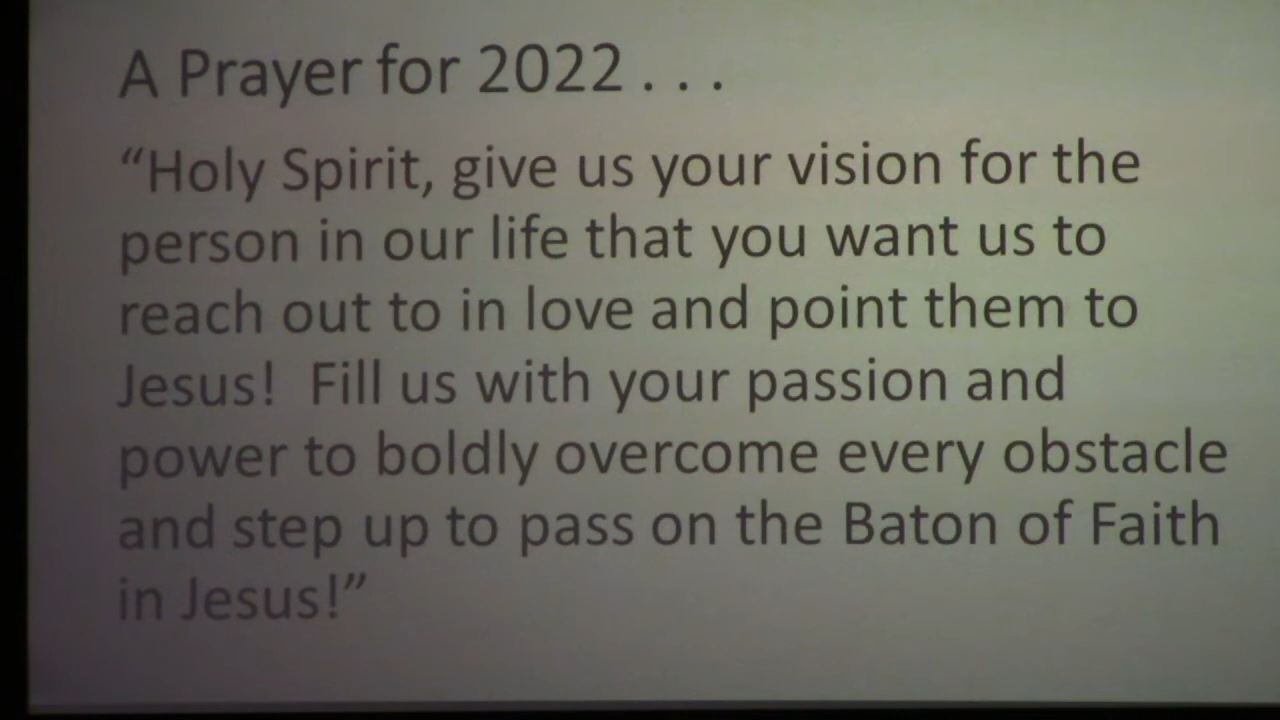 A Prayer for 2022 . . .
“Holy Spirit, give us your vision for the
person in our life that you want us to
reach out to in love and point them to
Jesus!  Fill us with your passion and
power to boldly overcome every obstacle
and step up to pass on the Baton of Faith
in Jesus!”